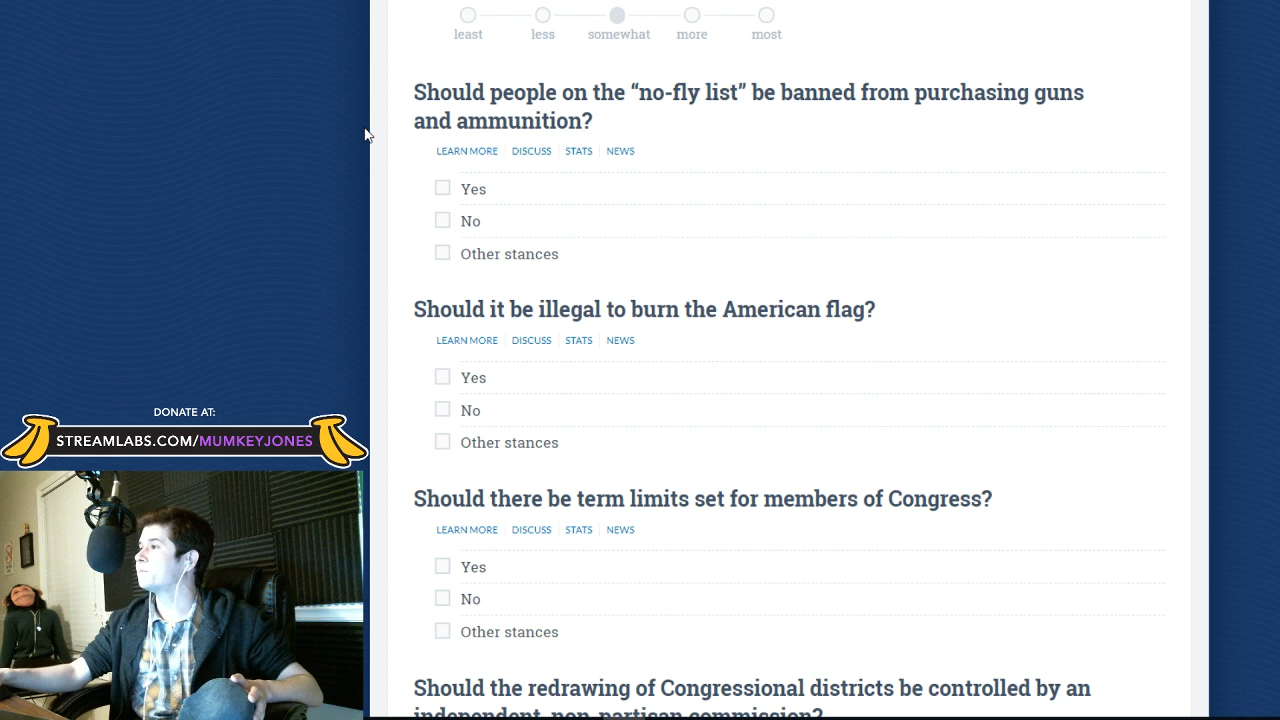 least less somewhat more most
Should people on the “no-fly list” be banned from purchasing guns
and ammunition?
LEARN MORE DISCUSS STATS NEWS
Yes
No
Other stances
Should it be illegal to burn the American flag?
LEARN MORE DISCUSS STATS NEWS
Yes
No
Other stances
DONATE AT:
STREAMLABS.COM/MUMKEYJONES
Should there be term limits set for members of Congress?
LEARN MORE DISCUSS STATS NEWS
Yes
No
Other stances
Should the redrawing of Congressional districts be controlled by an
independent, non-partisan commission?